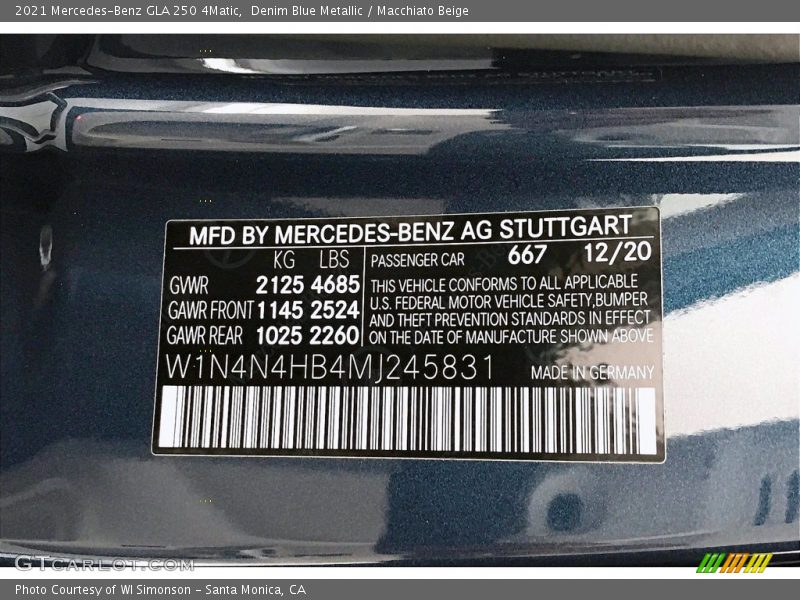 2021 Mercedes-Benz GLA 250 4Matic,  Denim Blue Metallic / Macchiato Beige
MFD BY MERCEDES-BENZ AG STUTTGART
KG LBS PASSENGER CAR 667 12/20
GWR 2125 4685 THIS VEHICLE CONFORMS TO ALL APPLICABLE
GAWR FRONT 1145 2524 U.S. FEDERAL MOTOR VEHICLE SAFETY,BUMPER
AND THEFT PREVENTION STANDARDS IN EFFECT
GAWR REAR 1025 2260 ON THE DATE OF MANUFACTURE SHOWN ABOVE
W1N4N4HB4MJ245831 MADE IN GERMANY
GTCARLOT.COM
Photo Courtesy of WI Simonson - Santa Monica, CA